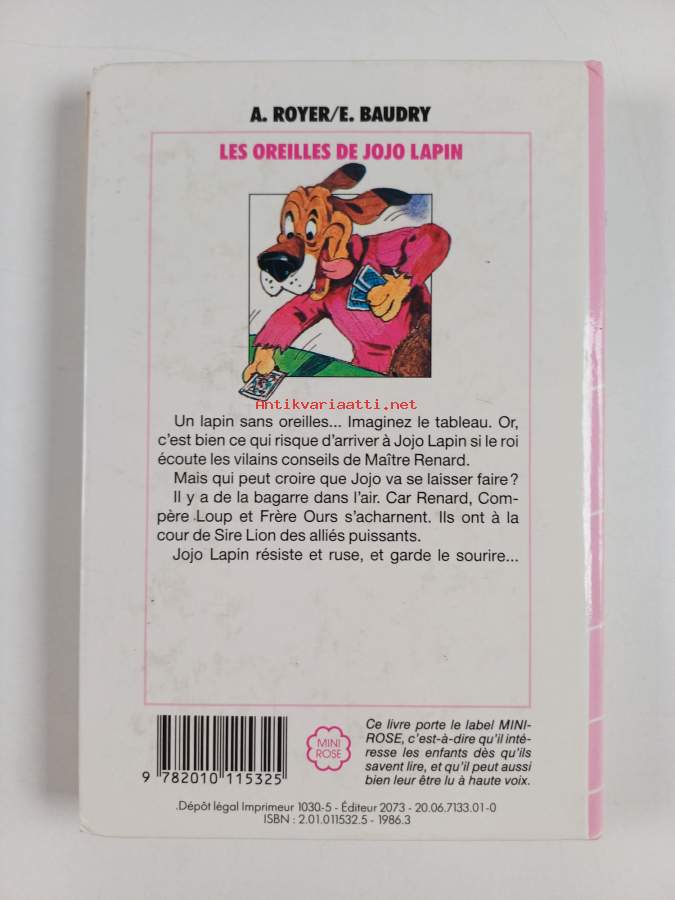 A. ROYER/E. BAUDRY
LES OREILLES DE JOJO LAPIN
Antikvariaatti.net
Un lapin sans oreilles... Imaginez le tableau. Or,
c'est bien ce qui risque d'arriver à Jojo Lapin si le roi
écoute les vilains conseils de Maître Renard.
Mais qui peut croire que Jojo va se laisser faire ?
Il y a de la bagarre dans l'air. Car Renard, Com-
père Loup et Frère Ours s'acharnent. Ils ont à la
cour de Sire Lion des alliés puissants.
Jojo Lapin résiste et ruse, et garde le sourire...
9 782010 115325
MINI
ROSE
Ce livre porte le label MINI-
ROSE, c'est-à-dire qu'il inté-
resse les enfants dès qu'ils
savent lire, et qu'il peut aussi
bien leur être lu à haute voix.
.Dépôt légal Imprimeur 1030-5 - Éditeur 2073 - 20.06.7133.01-0
ISBN : 2.01.011532.5 - 1986.3